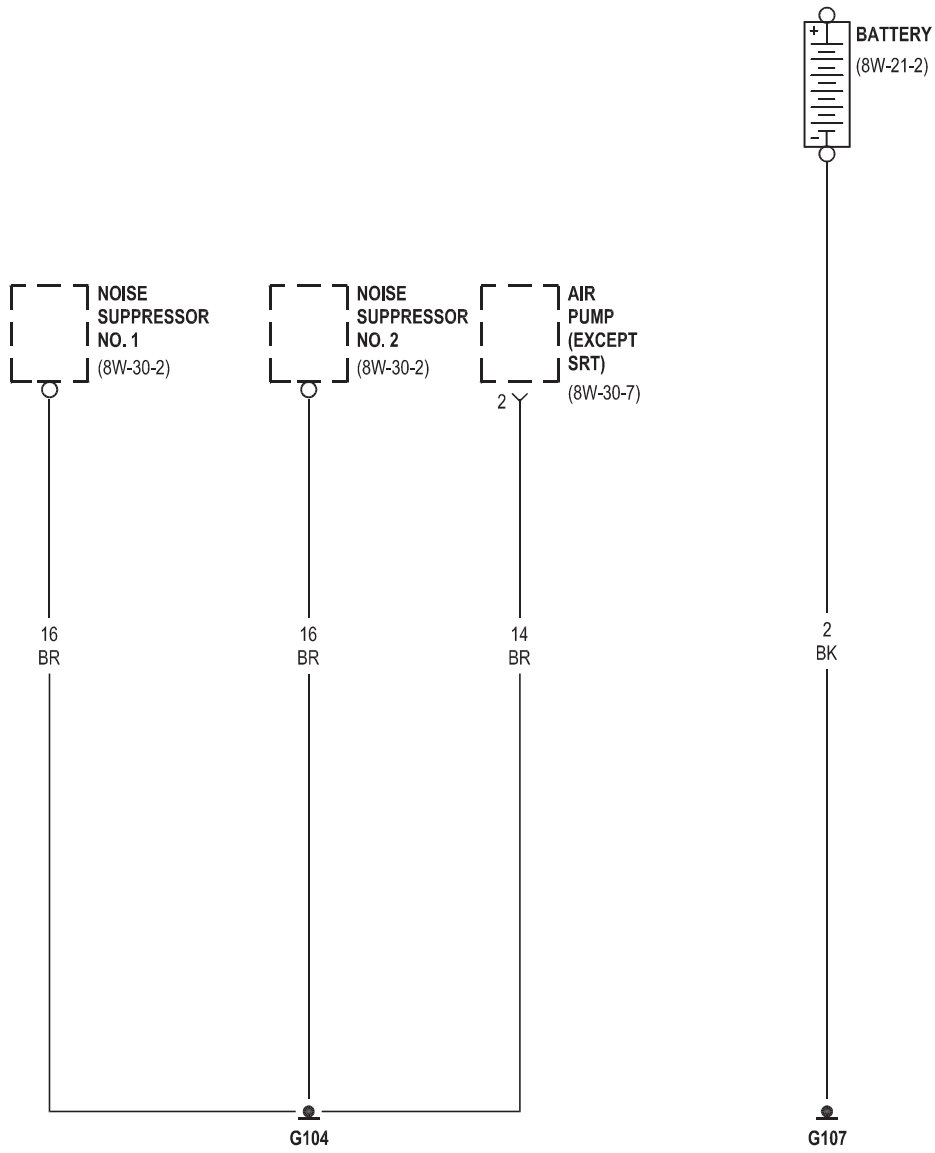 +
BATTERY
(8W-21-2)
-
NOISE
SUPPRESSOR
NO. 1
(8W-30-2)
NOISE
SUPPRESSOR
NO. 2
(8W-30-2)
AIR
PUMP
(EXCEPT
SRT)
(8W-30-7)
2
16
BR
16
BR
14
BR
2
BK
G104
G107